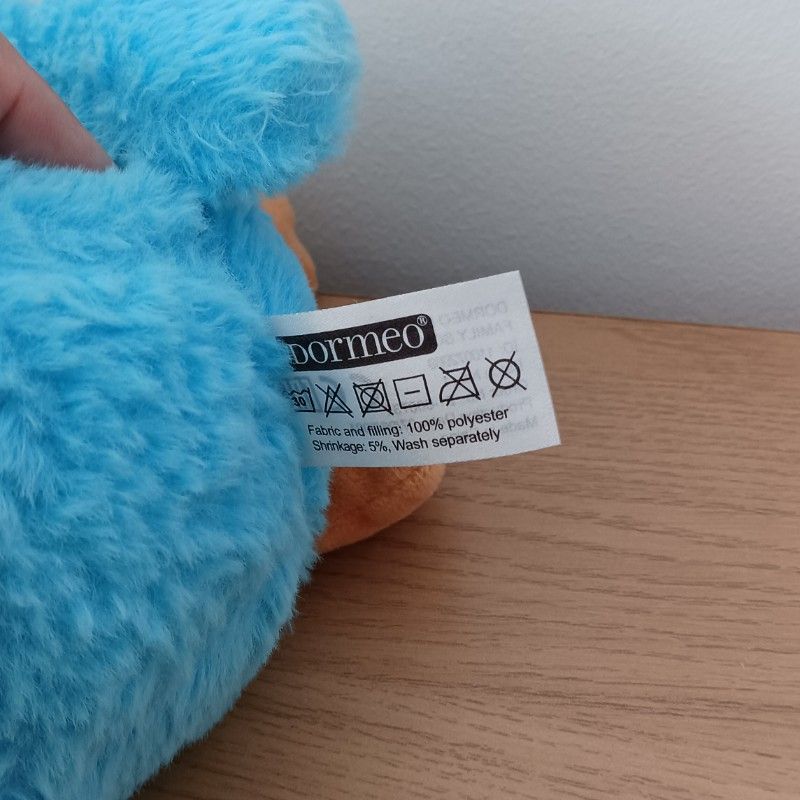 Dormeo®
30
Fabric and filling: 100% polyester
Shrinkage: 5%, Wash separately